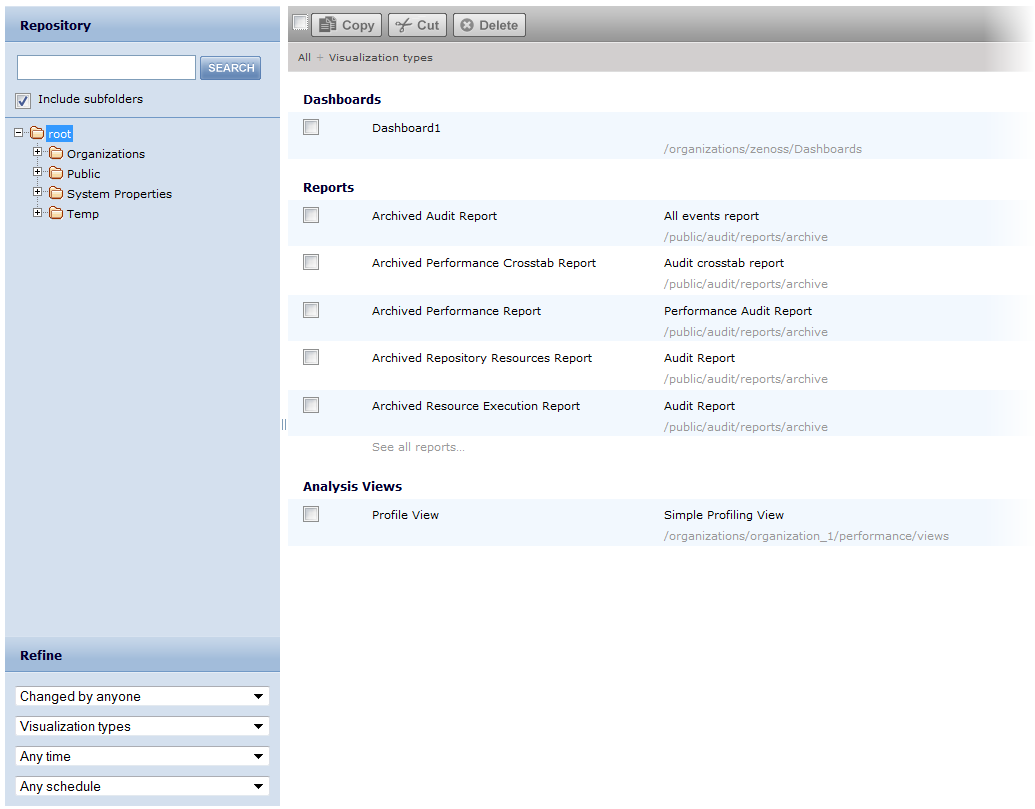 Repository
SEARCH
Include subfolders
root
Organizations
Public
System Properties
Temp
Refine
Changed by anyone
Visualization types
Any time
Any schedule
Copy Cut Delete
All + Visualization types
Dashboards
Dashboard1
/organizations/zenoss/Dashboards
Reports
Archived Audit Report All events report
/public/audit/reports/archive
Archived Performance Crosstab Report Audit crosstab report
/public/audit/reports/archive
Archived Performance Report Performance Audit Report
/public/audit/reports/archive
Archived Repository Resources Report Audit Report
/public/audit/reports/archive
Archived Resource Execution Report Audit Report
/public/audit/reports/archive
See all reports...
Analysis Views
Profile View Simple Profiling View
/organizations/organization_1/performance/views